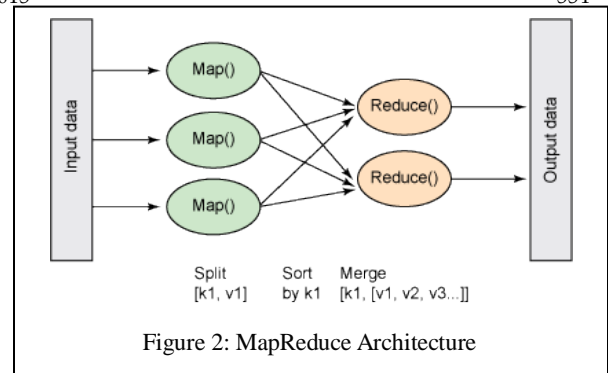 Input data
Map()
Map()
Map()
Reduce()
Reduce()
Output data
Split Sort Merge
[k1, v1] by k1 [k1, [v1, v2, v3...]]
Figure 2: MapReduce Architecture